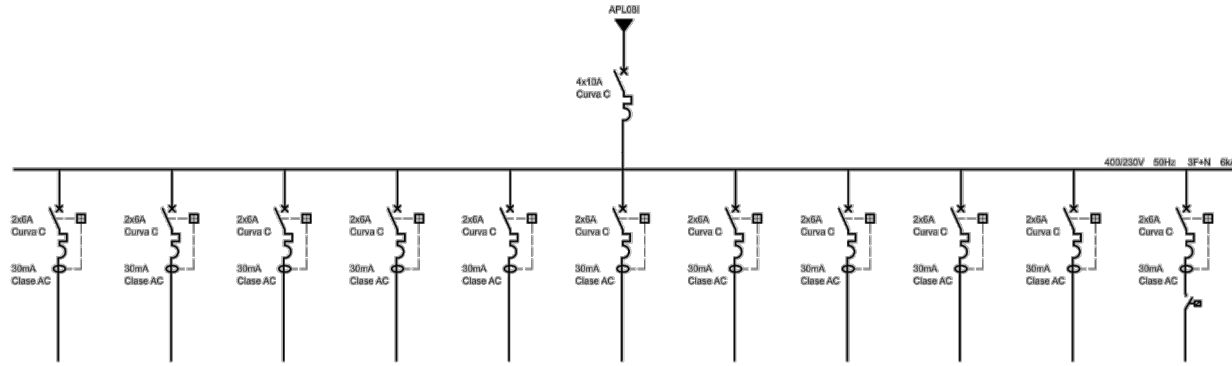 APL08I
4x10A
Curva C
400/230V 50Hz 3F+N 6kA
2x6A
Curva C
30mA
Clase AC
2x6A
Curva C
30mA
Clase AC
2x6A
Curva C
30mA
Clase AC
2x6A
Curva C
30mA
Clase AC
2x6A
Curva C
30mA
Clase AC
2x6A
Curva C
30mA
Clase AC
2x6A
Curva C
30mA
Clase AC
2x6A
Curva C
30mA
Clase AC
2x6A
Curva C
30mA
Clase AC
2x6A
Curva C
30mA
Clase AC
2x6A
Curva C
30mA
Clase AC